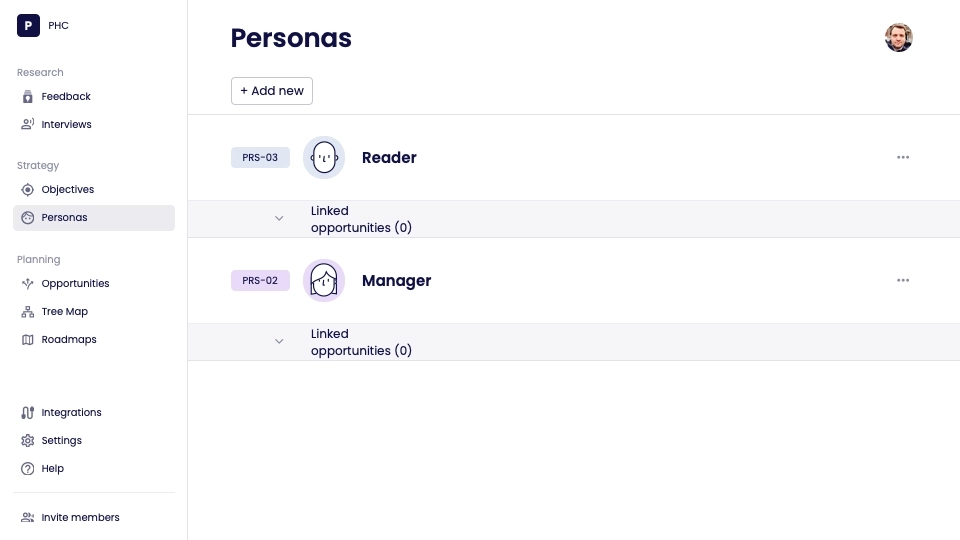 P PHC
Research
Feedback
Interviews
Strategy
Objectives
Personas
Planning
Opportunities
Tree Map
Roadmaps
Integrations
Settings
Help
Invite members
Personas
+ Add new
PRS-03 Reader
Linked
opportunities (0)
PRS-02 Manager
Linked
opportunities (0)